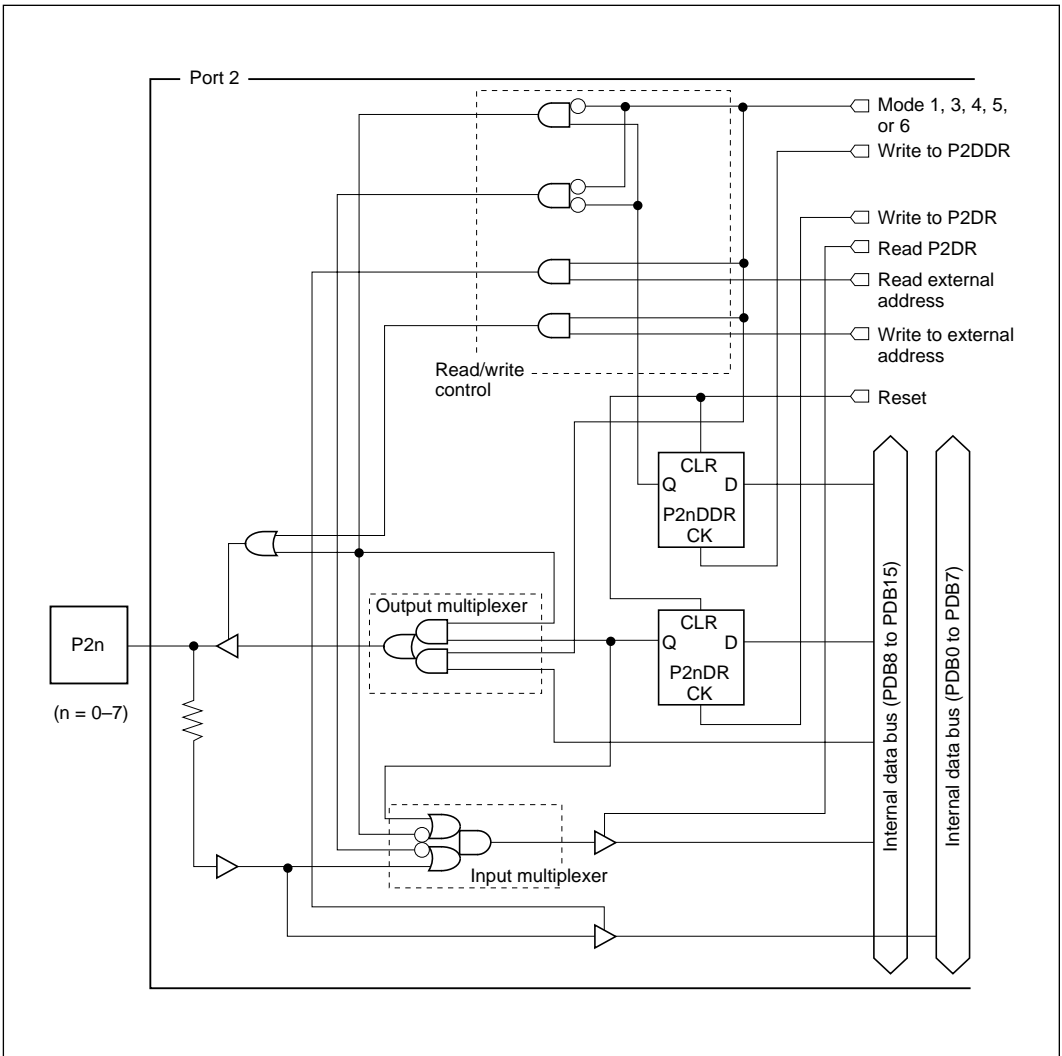 Port 2
Mode 1, 3, 4, 5,
or 6
Write to P2DDR
Write to P2DR
Read P2DR
Read external
address
Write to external
address
Read/write
control
Reset
CLR
Q D
P2nDDR
CK
Output multiplexer
CLR
Q D
P2nDR
CK
P2n
(n = 0–7)
Input multiplexer
Internal data bus (PDB8 to PDB15)
Internal data bus (PDB0 to PDB7)